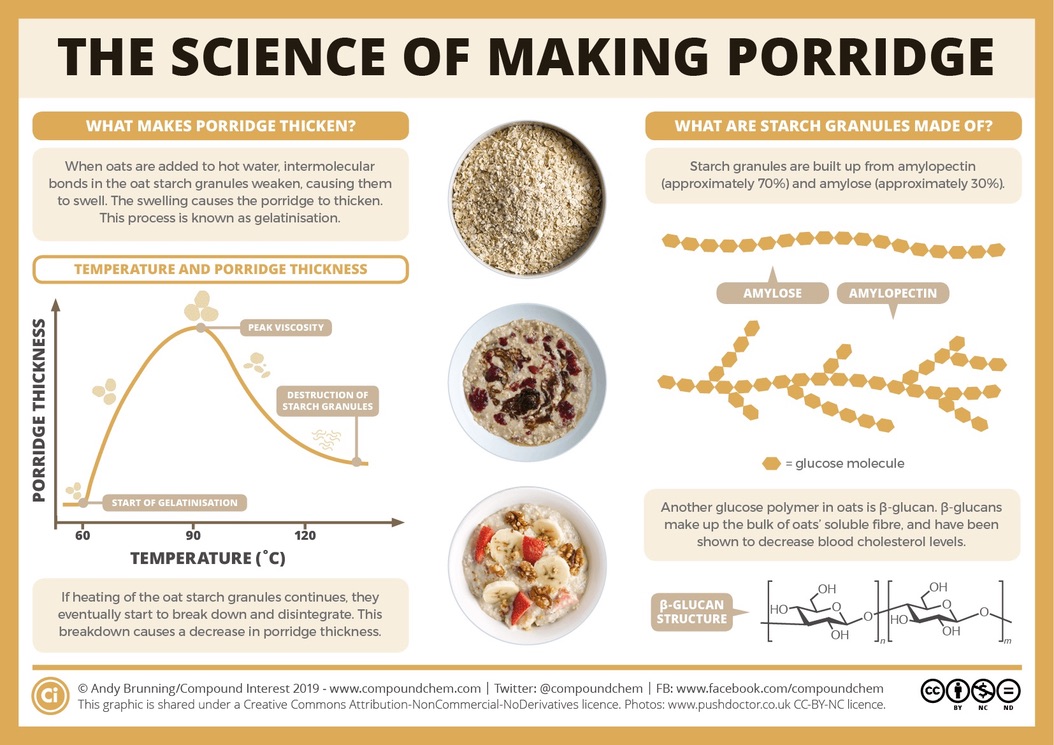 THE SCIENCE OF MAKING PORRIDGE
WHAT MAKES PORRIDGE THICKEN?
When oats are added to hot water, intermolecular
bonds in the oat starch granules weaken, causing them
to swell. The swelling causes the porridge to thicken.
This process is known as gelatinisation.
TEMPERATURE AND PORRIDGE THICKNESS
PORRIDGE THICKNESS
PEAK VISCOSITY
DESTRUCTION OF
STARCH GRANULES
START OF GELATINISATION
60 90 120
TEMPERATURE (˚C)
If heating of the oat starch granules continues, they
eventually start to break down and disintegrate. This
breakdown causes a decrease in porridge thickness.
WHAT ARE STARCH GRANULES MADE OF?
Starch granules are built up from amylopectin
(approximately 70%) and amylose (approximately 30%).
AMYLOSE
AMYLOPECTIN
= glucose molecule
Another glucose polymer in oats is β-glucan. β-glucans
make up the bulk of oats' soluble fibre, and have been
shown to decrease blood cholesterol levels.
β-GLUCAN
STRUCTURE
OH
HO
O
O
OH
n
OH
HO
O
O
OH
m
Ci
© Andy Brunning/Compound Interest 2019 - www.compoundchem.com | Twitter: @compoundchem | FB: www.facebook.com/compoundchem
This graphic is shared under a Creative Commons Attribution-NonCommercial-NoDerivatives licence. Photos: www.pushdoctor.co.uk CC-BY-NC licence.
cc
BY NC ND